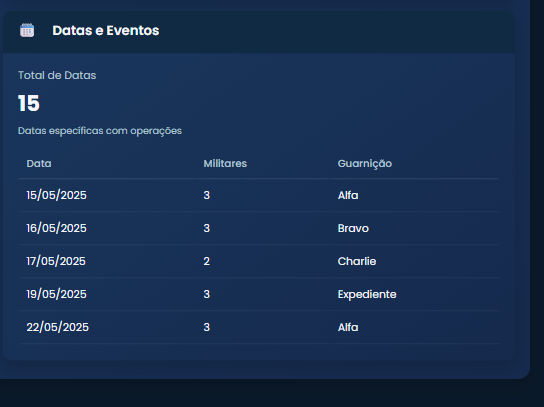 Datas e Eventos
Total de Datas
15
Datas específicas com operações
Data Militares Guarnição
15/05/2025 3 Alfa
16/05/2025 3 Bravo
17/05/2025 2 Charlie
19/05/2025 3 Expediente
22/05/2025 3 Alfa